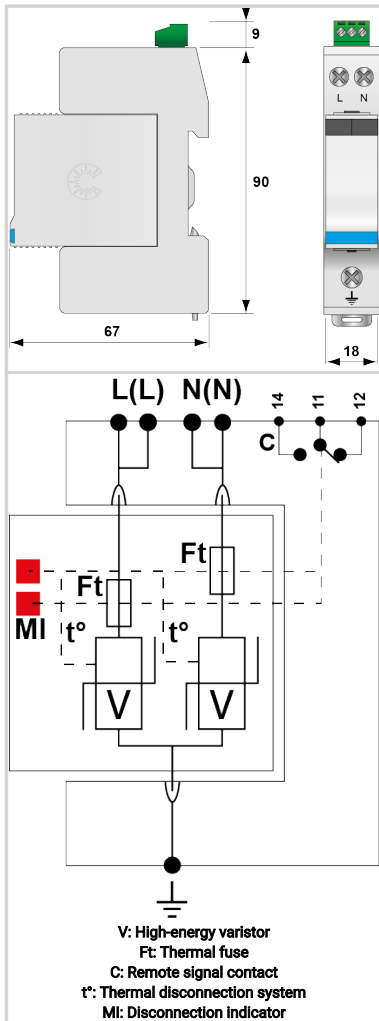 9
L N
90
67
18
L(L) N(N)
14
11
12
C
Ft
Ft
MI
t°
t°
V
V
V: High-energy varistor
Ft: Thermal fuse
C: Remote signal contact
t°: Thermal disconnection system
MI: Disconnection indicator